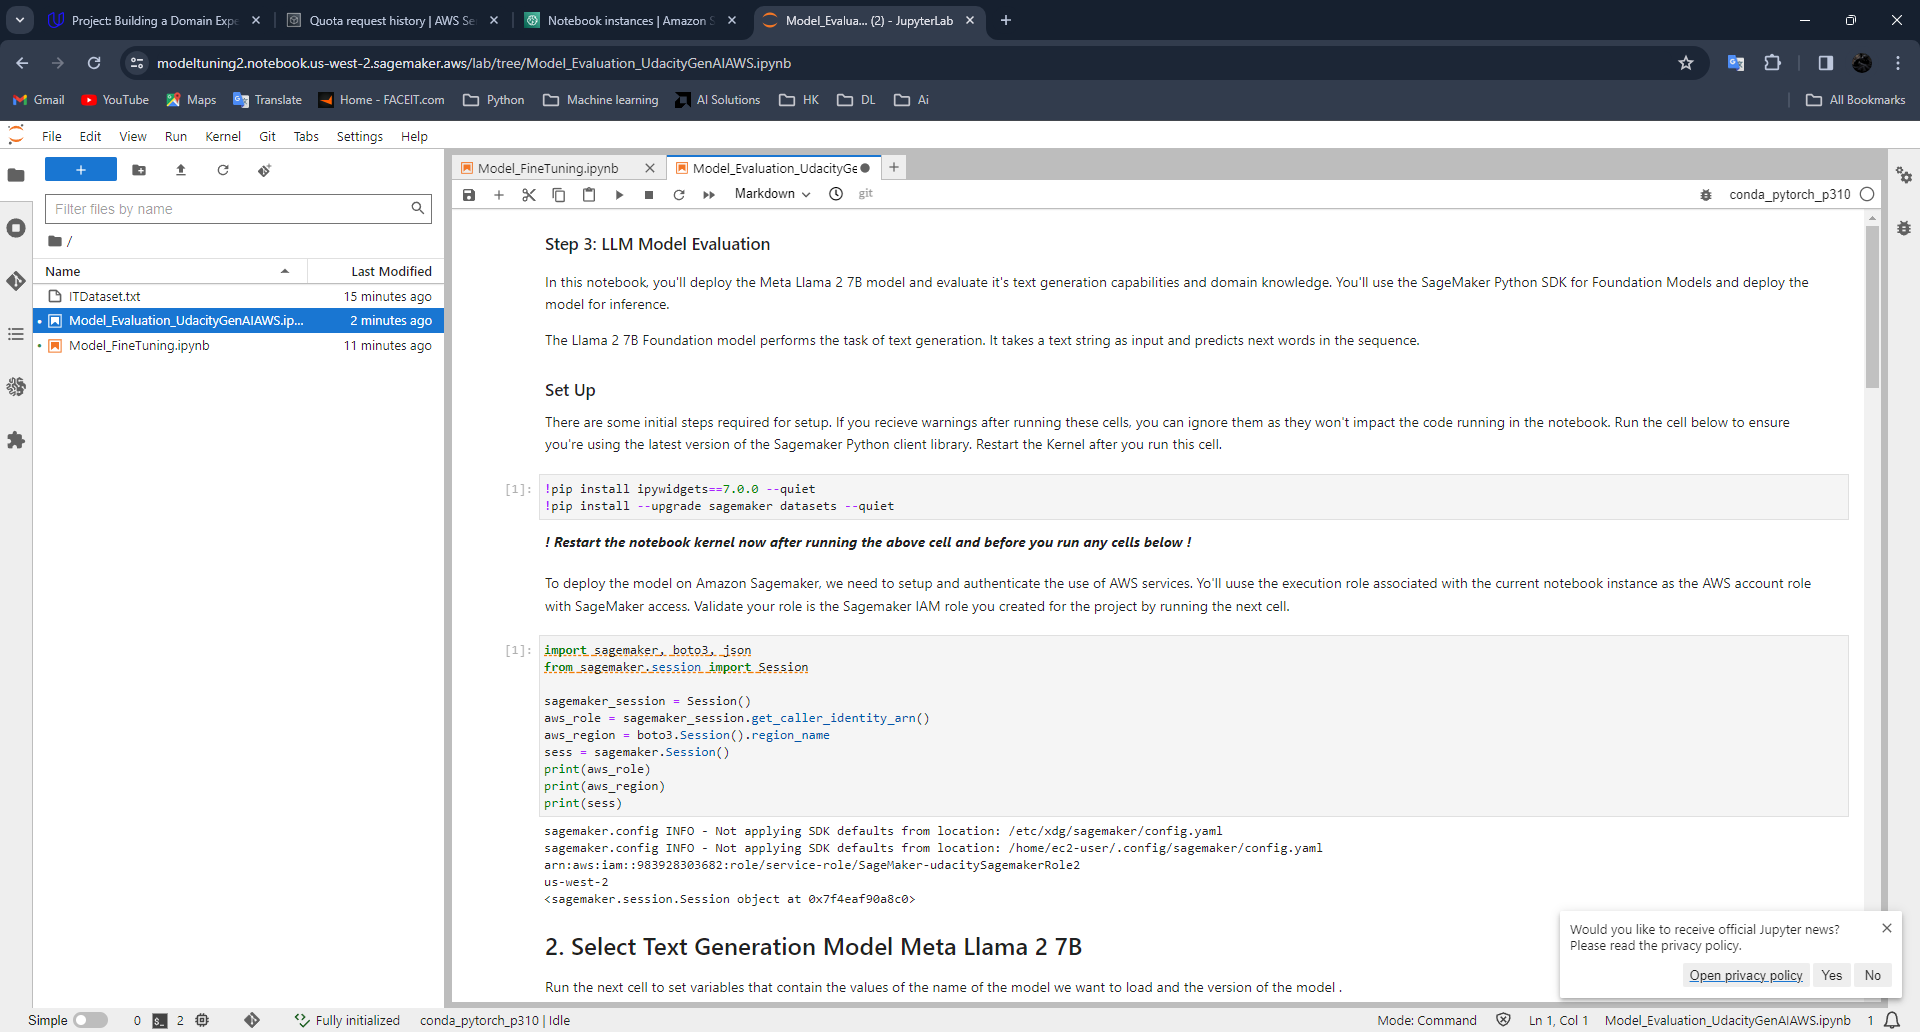 Project: Building a Domain Expe
Quota request history | AWS Se
Notebook instances | Amazon S
Model_Evalua... (2) - JupyterLab
modeltuning2.notebook.us-west-2.sagemaker.aws/lab/tree/Model_Evaluation_UdacityGenAIAWS.ipynb
Gmail
YouTube
Maps
Translate
Home - FACEIT.com
Python
Machine learning
AI Solutions
HK
DL
Ai
All Bookmarks
File Edit View Run Kernel Git Tabs Settings Help
Filter files by name
/
Name Last Modified
ITDataset.txt 15 minutes ago
Model_Evaluation_UdacityGenAIAWS.ip... 2 minutes ago
Model_FineTuning.ipynb 11 minutes ago
Model_FineTuning.ipynb
Model_Evaluation_UdacityGe
Markdown
git
conda_pytorch_p310
Step 3: LLM Model Evaluation
In this notebook, you'll deploy the Meta Llama 2 7B model and evaluate it's text generation capabilities and domain knowledge. You'll use the SageMaker Python SDK for Foundation Models and deploy the
model for inference.
The Llama 2 7B Foundation model performs the task of text generation. It takes a text string as input and predicts next words in the sequence.
Set Up
There are some initial steps required for setup. If you recieve warnings after running these cells, you can ignore them as they won't impact the code running in the notebook. Run the cell below to ensure
you're using the latest version of the Sagemaker Python client library. Restart the Kernel after you run this cell.
[1]: !pip install ipywidgets==7.0.0 --quiet
!pip install --upgrade sagemaker datasets --quiet
! Restart the notebook kernel now after running the above cell and before you run any cells below !
To deploy the model on Amazon Sagemaker, we need to setup and authenticate the use of AWS services. Yo'll uuse the execution role associated with the current notebook instance as the AWS account role
with SageMaker access. Validate your role is the Sagemaker IAM role you created for the project by running the next cell.
[1]: import sagemaker, boto3, json
from sagemaker.session import Session
sagemaker_session = Session()
aws_role = sagemaker_session.get_caller_identity_arn()
aws_region = boto3.Session().region_name
sess = sagemaker.Session()
print(aws_role)
print(aws_region)
print(sess)
sagemaker.config INFO - Not applying SDK defaults from location: /etc/xdg/sagemaker/config.yaml
sagemaker.config INFO - Not applying SDK defaults from location: /home/ec2-user/.config/sagemaker/config.yaml
arn:aws:iam::983928303682:role/service-role/SageMaker-udacitySagemakerRole2
us-west-2
<sagemaker.session.Session object at 0x7f4eaf90a8c0>
2. Select Text Generation Model Meta Llama 2 7B
Run the next cell to set variables that contain the values of the name of the model we want to load and the version of the model .
Would you like to receive official Jupyter news?
Please read the privacy policy.
Open privacy policy Yes No
Simple 0 2 Fully initialized conda_pytorch_p310 | Idle Mode: Command Ln 1, Col 1 Model_Evaluation_UdacityGenAIAWS.ipynb 1